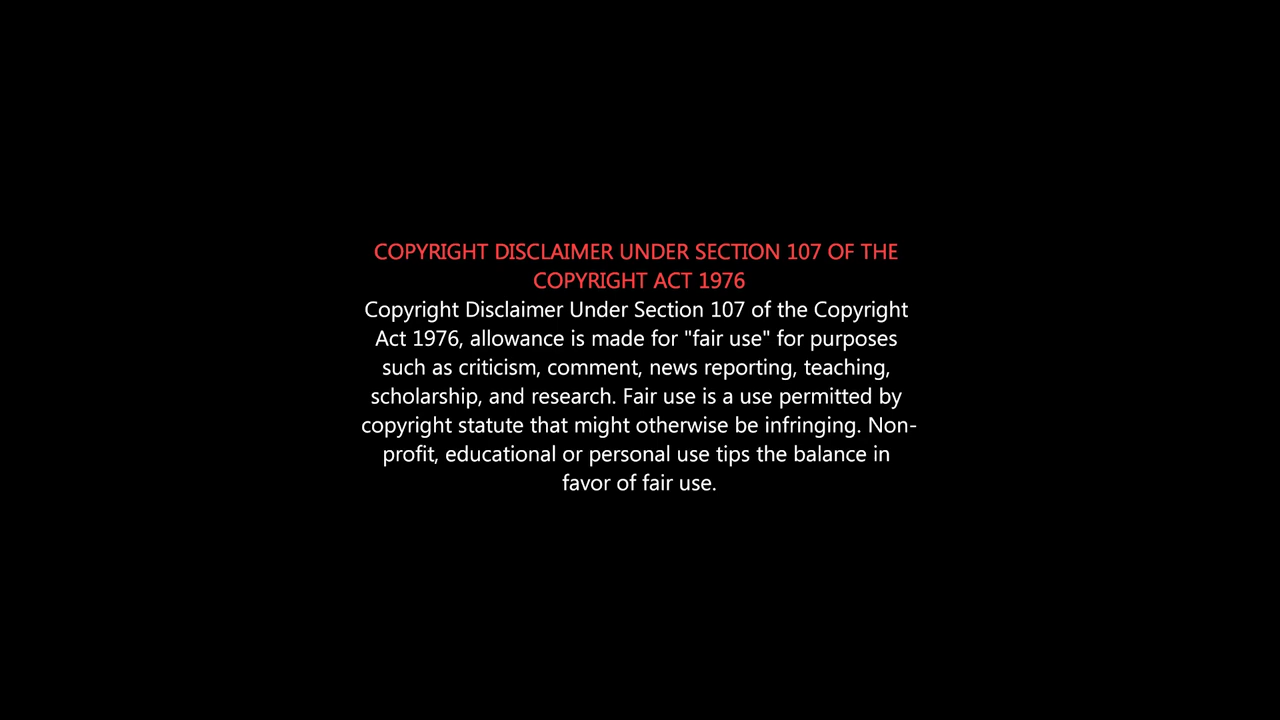 COPYRIGHT DISCLAIMER UNDER SECTION 107 OF THE
COPYRIGHT ACT 1976
Copyright Disclaimer Under Section 107 of the Copyright
Act 1976, allowance is made for "fair use" for purposes
such as criticism, comment, news reporting, teaching,
scholarship, and research. Fair use is a use permitted by
copyright statute that might otherwise be infringing. Non-
profit, educational or personal use tips the balance in
favor of fair use.